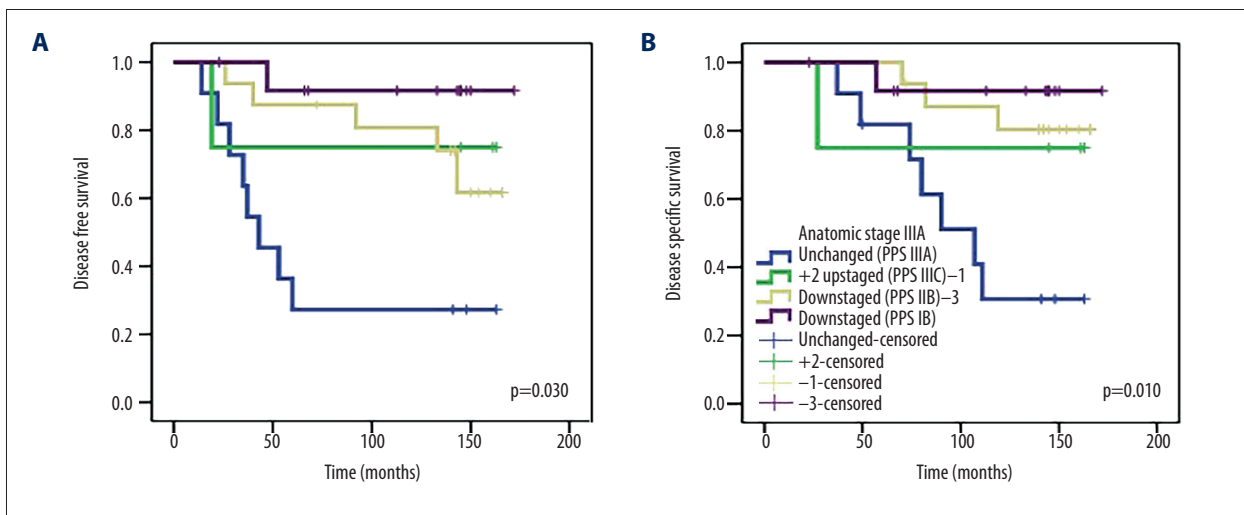 A
1.0
0.8
0.6
0.4
0.2
0.0
Disease free survival
p=0.030
0 50 100 150 200
Time (months)
B
1.0
0.8
0.6
0.4
0.2
0.0
Disease specific survival
Anatomic stage IIIA
Unchanged (PPS IIIA)
+2 upstaged (PPS IIIC)–1
Downstaged (PPS IIB)–3
Downstaged (PPS IB)
Unchanged-censored
+2-censored
–1-censored
–3-censored
p=0.010
0 50 100 150 200
Time (months)